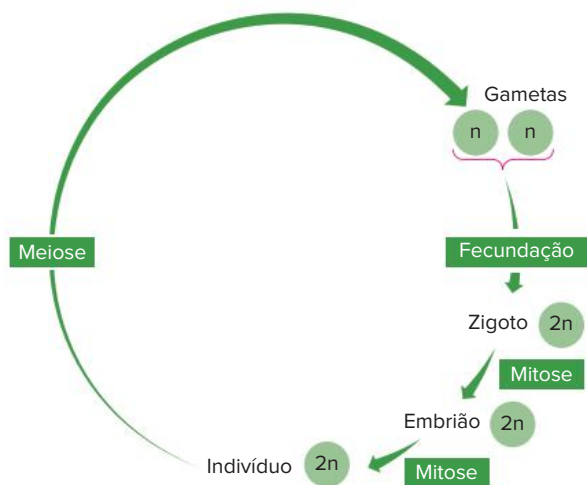 Gametas
n n
Meiose
Fecundação
Zigoto 2n
Mitose
Embrião 2n
Indivíduo 2n
Mitose